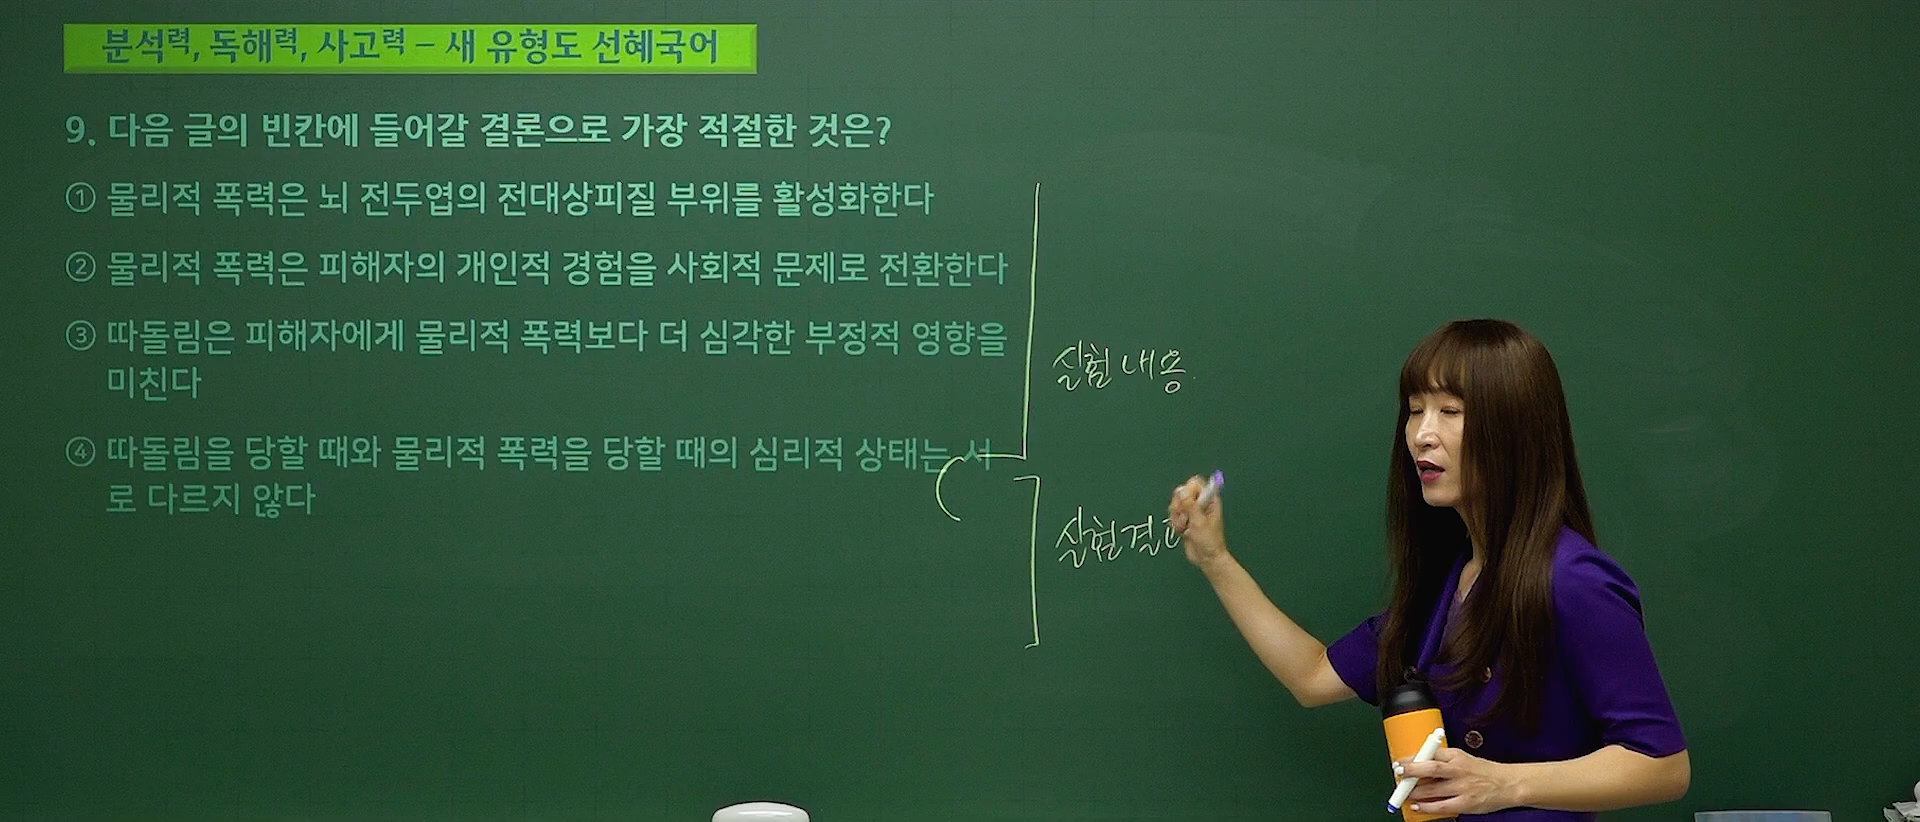 분석력, 독해력, 사고력 – 새 유형도 선혜국어
9. 다음 글의 빈칸에 들어갈 결론으로 가장 적절한 것은?
① 물리적 폭력은 뇌 전두엽의 전대상피질 부위를 활성화한다
② 물리적 폭력은 피해자의 개인적 경험을 사회적 문제로 전환한다
③ 따돌림은 피해자에게 물리적 폭력보다 더 심각한 부정적 영향을
미친다
④ 따돌림을 당할 때와 물리적 폭력을 당할 때의 심리적 상태는 서
로 다르지 않다
실험 내용
실험결